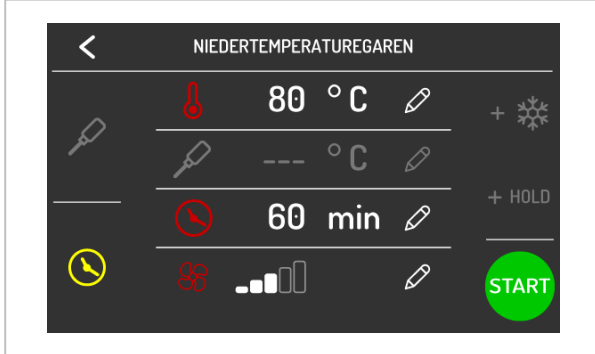 NIEDERTEMPERATUREGAREN
80 °C
--- °C
60 min
+
+ HOLD
START